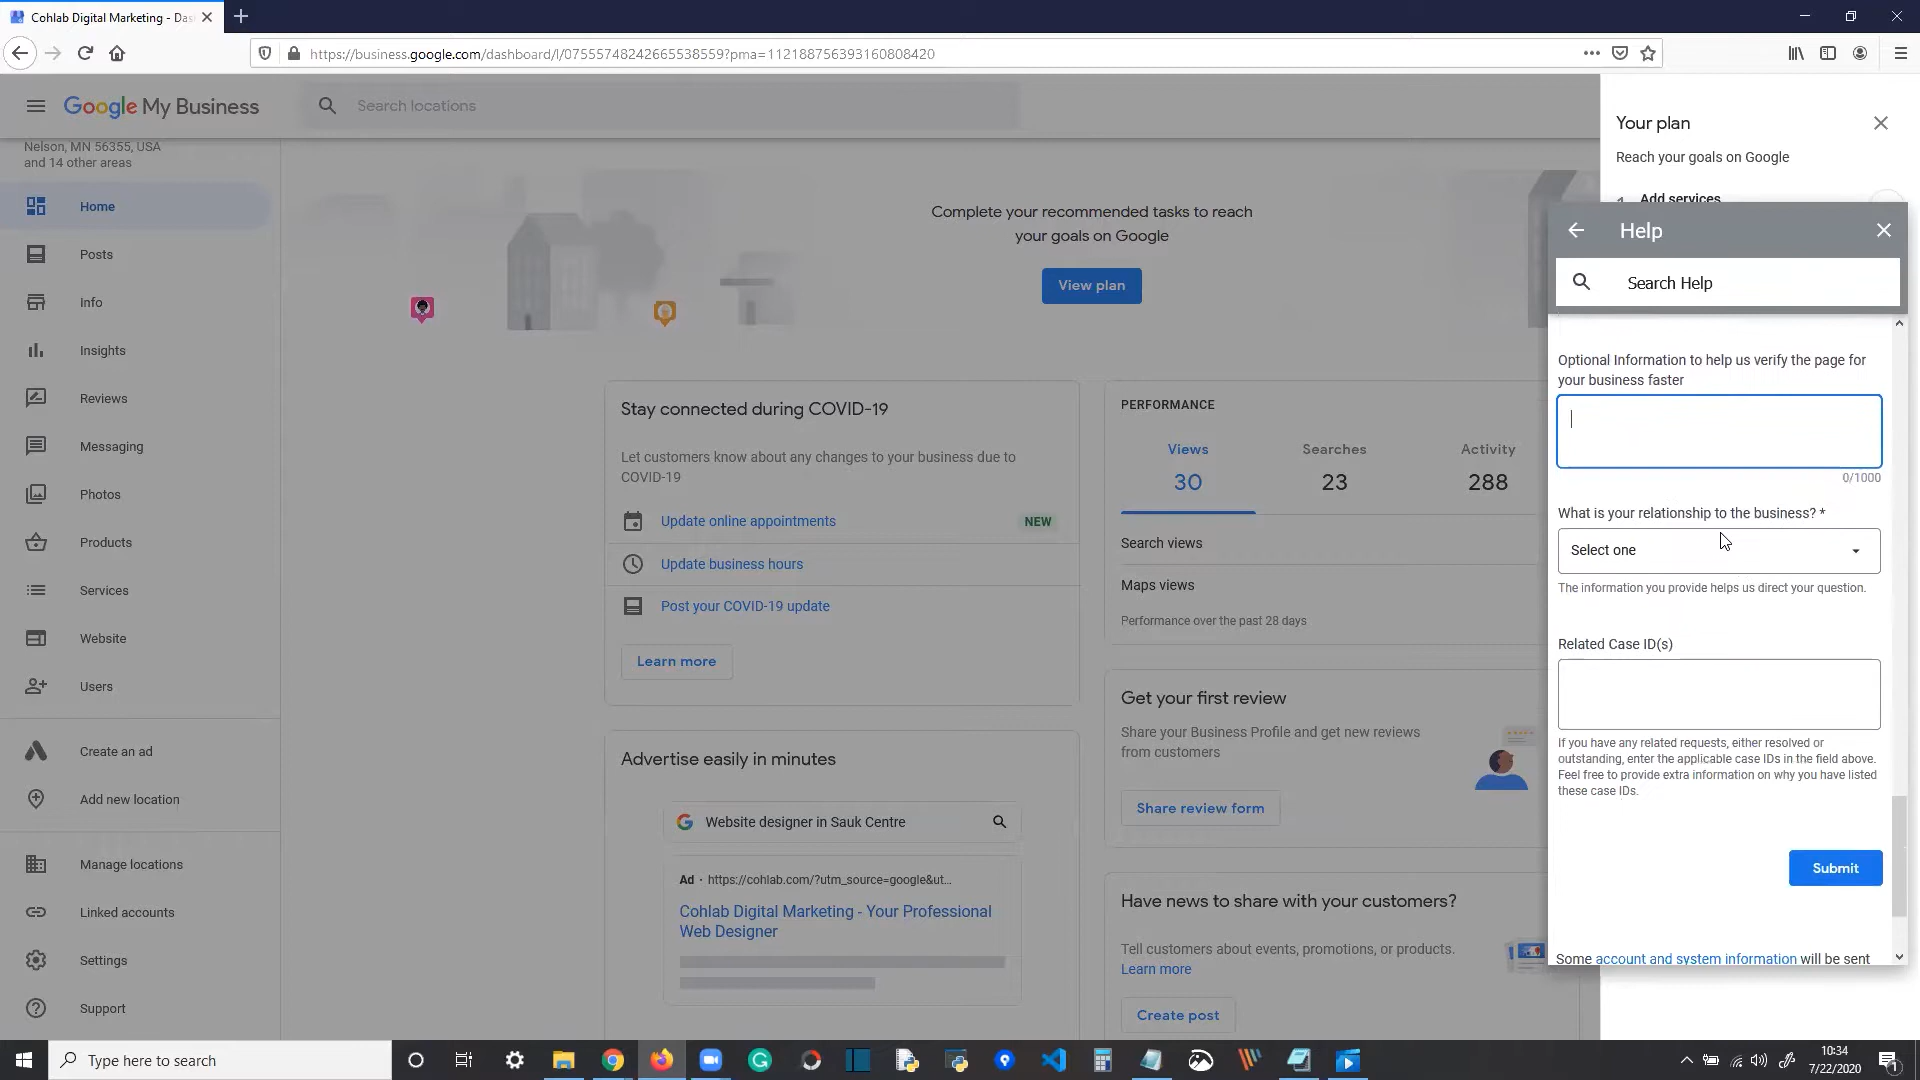 Cohlab Digital Marketing - Das
https://business.google.com/dashboard/l/07555748242665538559?pma=112188756393160808420
Google My Business
Search locations
Nelson, MN 56355, USA
and 14 other areas
Home
Posts
Info
Insights
Reviews
Messaging
Photos
Products
Services
Website
Users
Create an ad
Add new location
Manage locations
Linked accounts
Settings
Support
Complete your recommended tasks to reach
your goals on Google
View plan
Stay connected during COVID-19
Let customers know about any changes to your business due to
COVID-19
Update online appointments
NEW
Update business hours
Post your COVID-19 update
Learn more
Advertise easily in minutes
Website designer in Sauk Centre
Ad · https://cohlab.com/?utm_source=google&ut...
Cohlab Digital Marketing - Your Professional
Web Designer
PERFORMANCE
Views Searches Activity
30 23 288
Search views
Maps views
Performance over the past 28 days
Get your first review
Share your Business Profile and get new reviews
from customers
Share review form
Have news to share with your customers?
Tell customers about events, promotions, or products.
Learn more
Create post
Your plan
Reach your goals on Google
Add services
Help
Search Help
Optional Information to help us verify the page for
your business faster
0/1000
What is your relationship to the business? *
Select one
The information you provide helps us direct your question.
Related Case ID(s)
If you have any related requests, either resolved or
outstanding, enter the applicable case IDs in the field above.
Feel free to provide extra information on why you have listed
these case IDs.
Submit
Some account and system information will be sent
Type here to search
10:34
7/22/2020
1